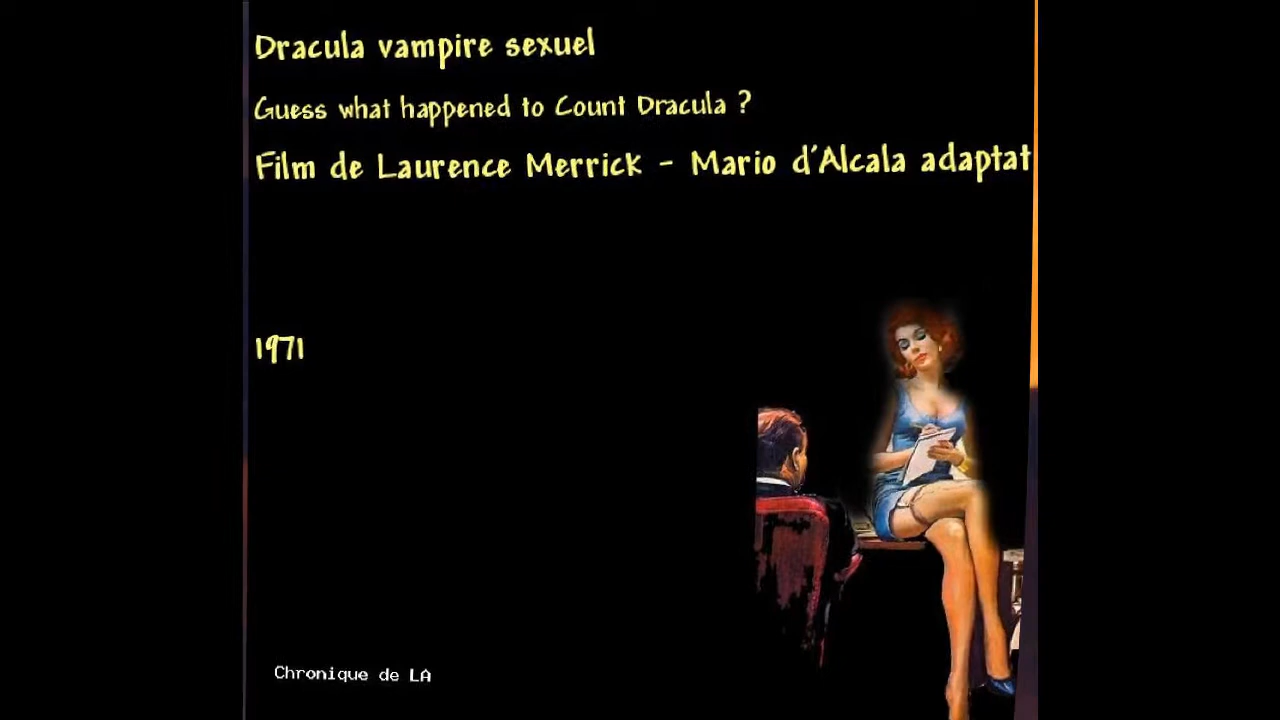 Dracula vampire sexuel
Guess what happened to Count Dracula ?
Film de Laurence Merrick - Mario d'Alcala adaptat
1971
Chronique de LA